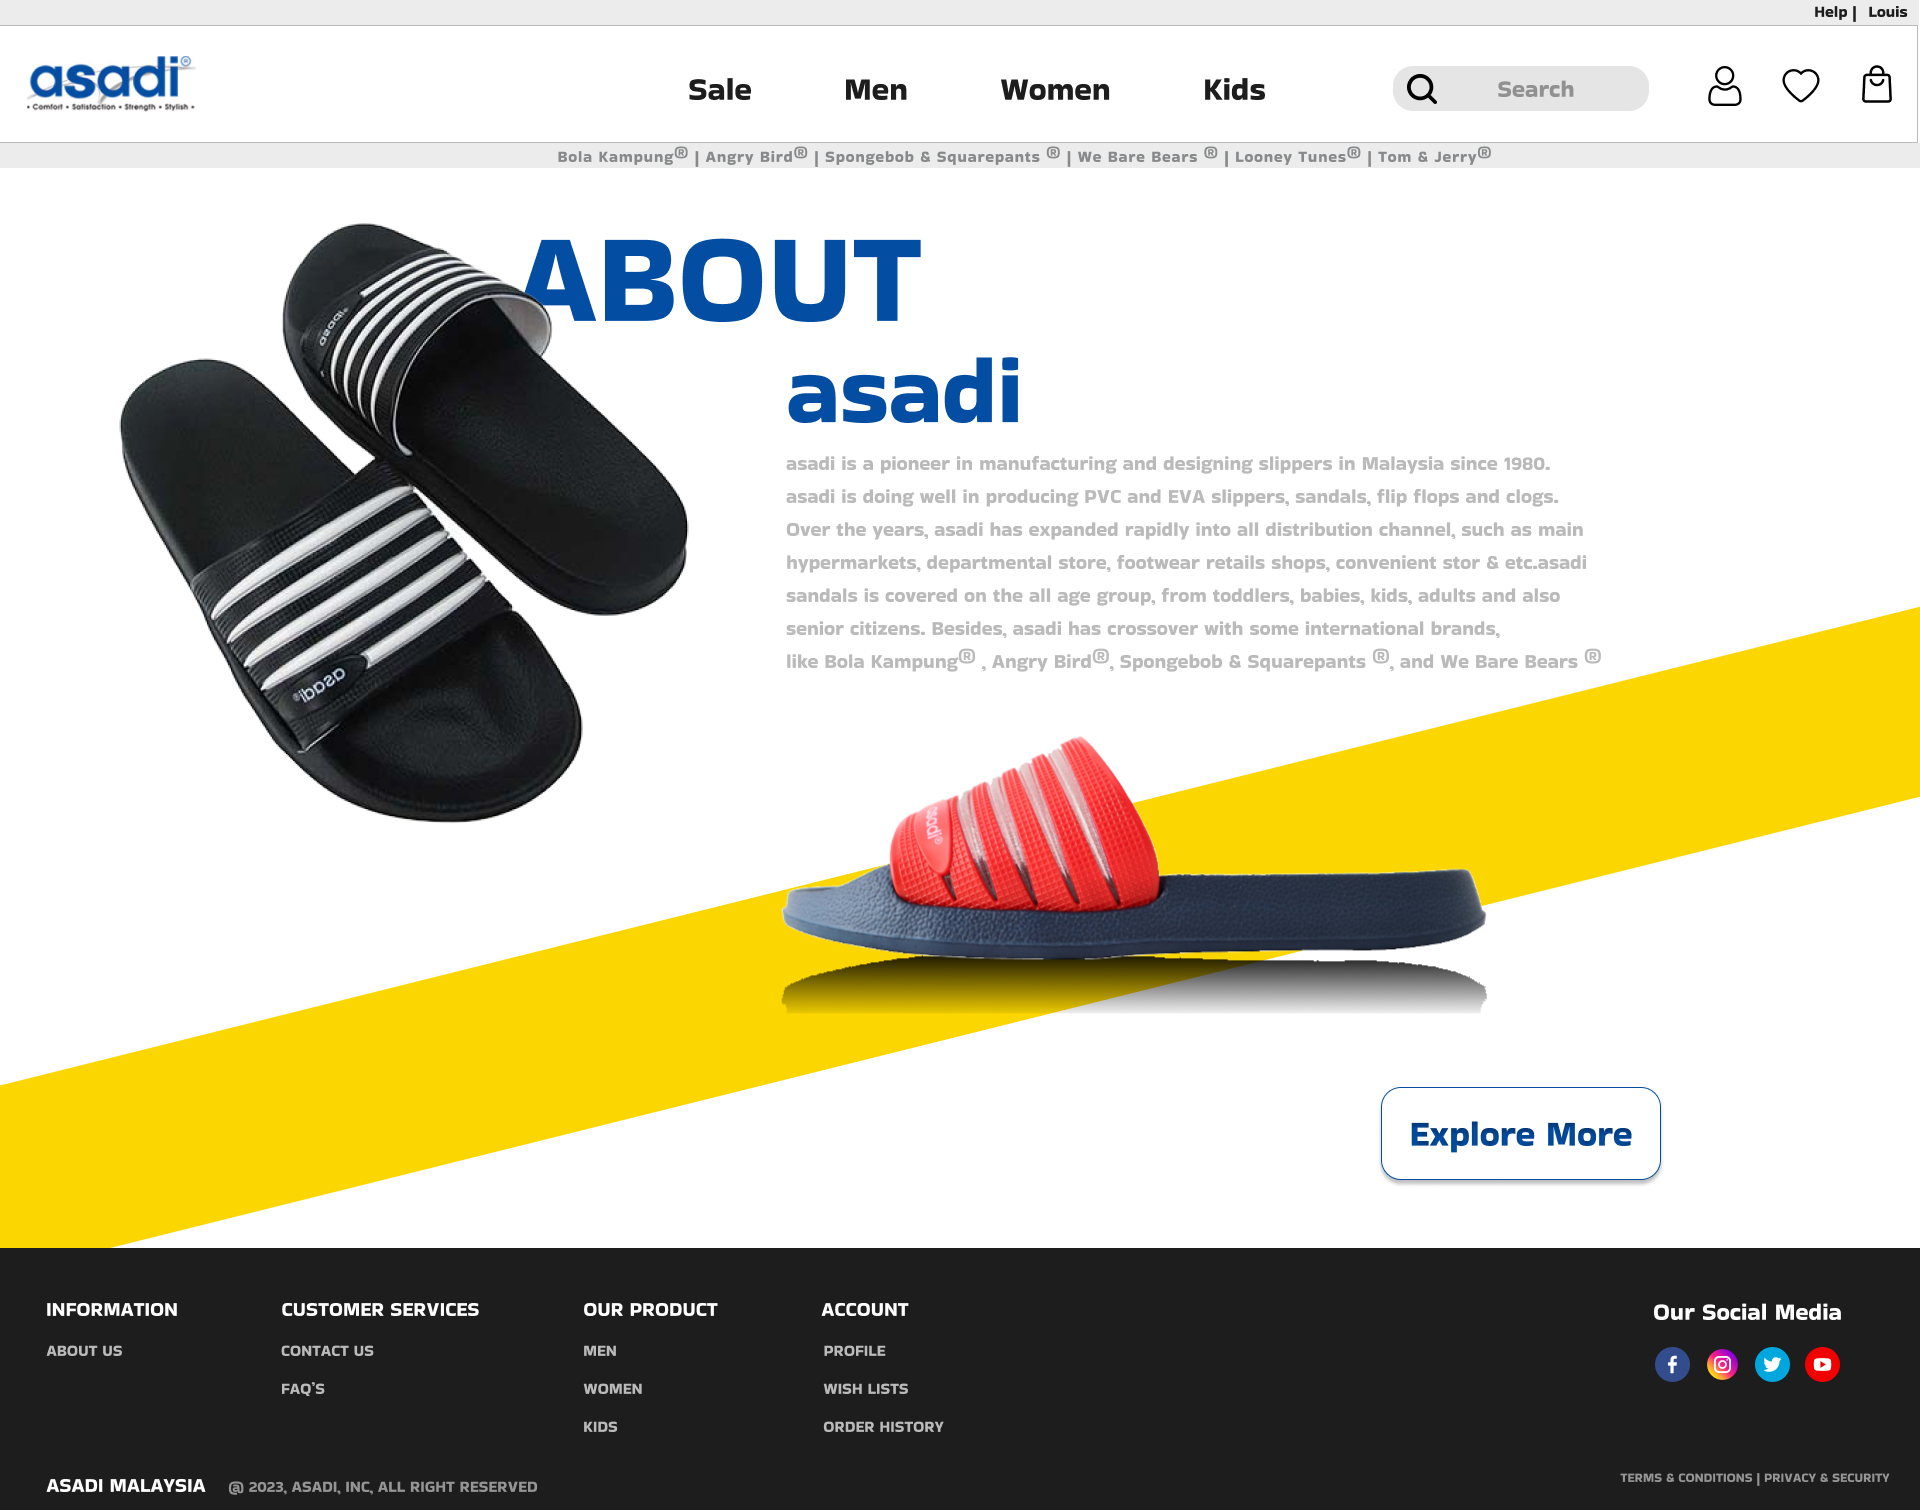 Help | Louis
asadi®
• Comfort • Satisfaction • Strength • Stylish •
Sale Men Women Kids Search
Bola Kampung® | Angry Bird® | Spongebob & Squarepants ® | We Bare Bears ® | Looney Tunes® | Tom & Jerry®
ABOUT
asadi
asadi is a pioneer in manufacturing and designing slippers in Malaysia since 1980.
asadi is doing well in producing PVC and EVA slippers, sandals, flip flops and clogs.
Over the years, asadi has expanded rapidly into all distribution channel, such as main
hypermarkets, departmental store, footwear retails shops, convenient stor & etc.asadi
sandals is covered on the all age group, from toddlers, babies, kids, adults and also
senior citizens. Besides, asadi has crossover with some international brands,
like Bola Kampung® , Angry Bird®, Spongebob & Squarepants ®, and We Bare Bears ®
asadi®
asadi®
asadi®
Explore More
INFORMATION CUSTOMER SERVICES OUR PRODUCT ACCOUNT Our Social Media
ABOUT US CONTACT US MEN PROFILE
FAQ'S WOMEN WISH LISTS
KIDS ORDER HISTORY
ASADI MALAYSIA @ 2023, ASADI, INC, ALL RIGHT RESERVED TERMS & CONDITIONS | PRIVACY & SECURITY